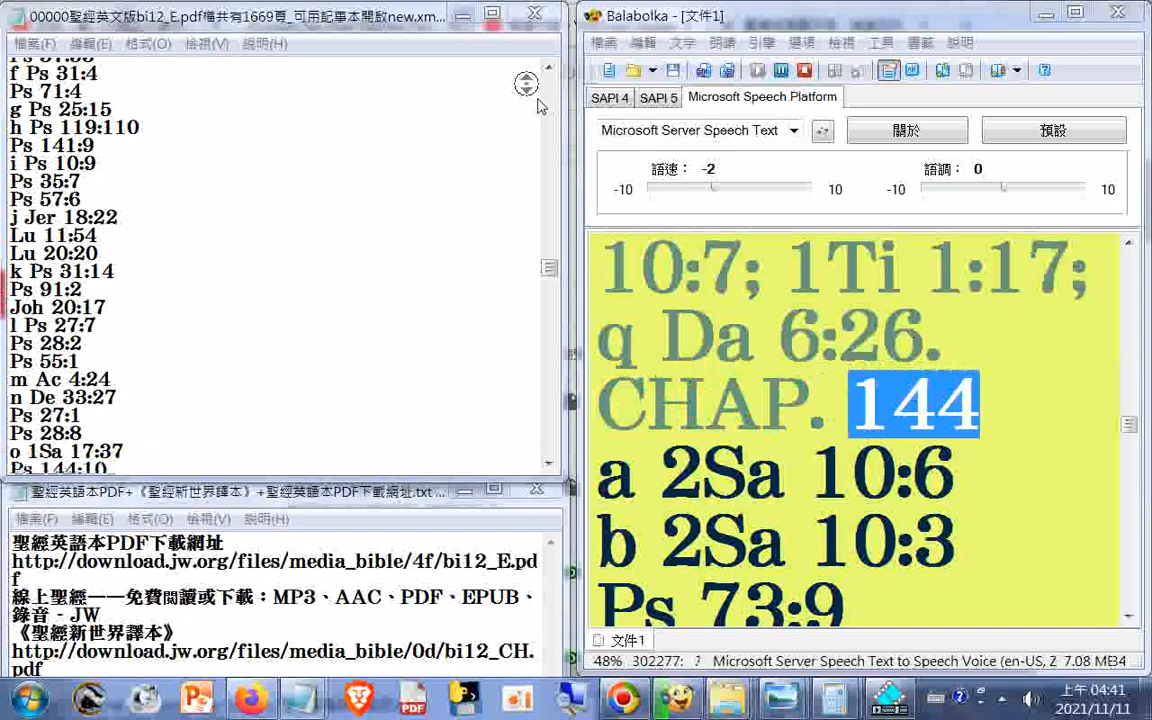 00000聖經英文版bi12_E.pdf檔共有1669頁_可用記事本開啟new.xm...
檔案(F) 編輯(E) 格式(O) 檢視(V) 說明(H)
f Ps 31:4
Ps 71:4
g Ps 25:15
h Ps 119:110
Ps 141:9
i Ps 10:9
Ps 35:7
Ps 57:6
j Jer 18:22
Lu 11:54
Lu 20:20
k Ps 31:14
Ps 91:2
Joh 20:17
l Ps 27:7
Ps 28:2
Ps 55:1
m Ac 4:24
n De 33:27
Ps 27:1
Ps 28:8
o 1Sa 17:37
Ps 144:10
聖經英語本PDF+《聖經新世界譯本》+聖經英語本PDF下載網址.txt ...
檔案(F) 編輯(E) 格式(O) 檢視(V) 說明(H)
聖經英語本PDF下載網址
http://download.jw.org/files/media_bible/4f/bi12_E.pd
f
線上聖經——免費閱讀或下載：MP3、AAC、PDF、EPUB、
錄音 - JW
《聖經新世界譯本》
http://download.jw.org/files/media_bible/0d/bi12_CH.
pdf
Balabolka - [文件1]
檔案 編輯 文字 朗讀 引擎 選項 檢視 工具 書籤 說明
SAPI 4 SAPI 5 Microsoft Speech Platform
Microsoft Server Speech Text 關於 預設
語速： -2 語調： 0
-10 10 -10 10
10:7; 1Ti 1:17;
q Da 6:26.
CHAP. 144
a 2Sa 10:6
b 2Sa 10:3
Ps 73:9
文件1
48% 302277: ? Microsoft Server Speech Text to Speech Voice (en-US, Z 7.08 MB
上午 04:41
2021/11/11